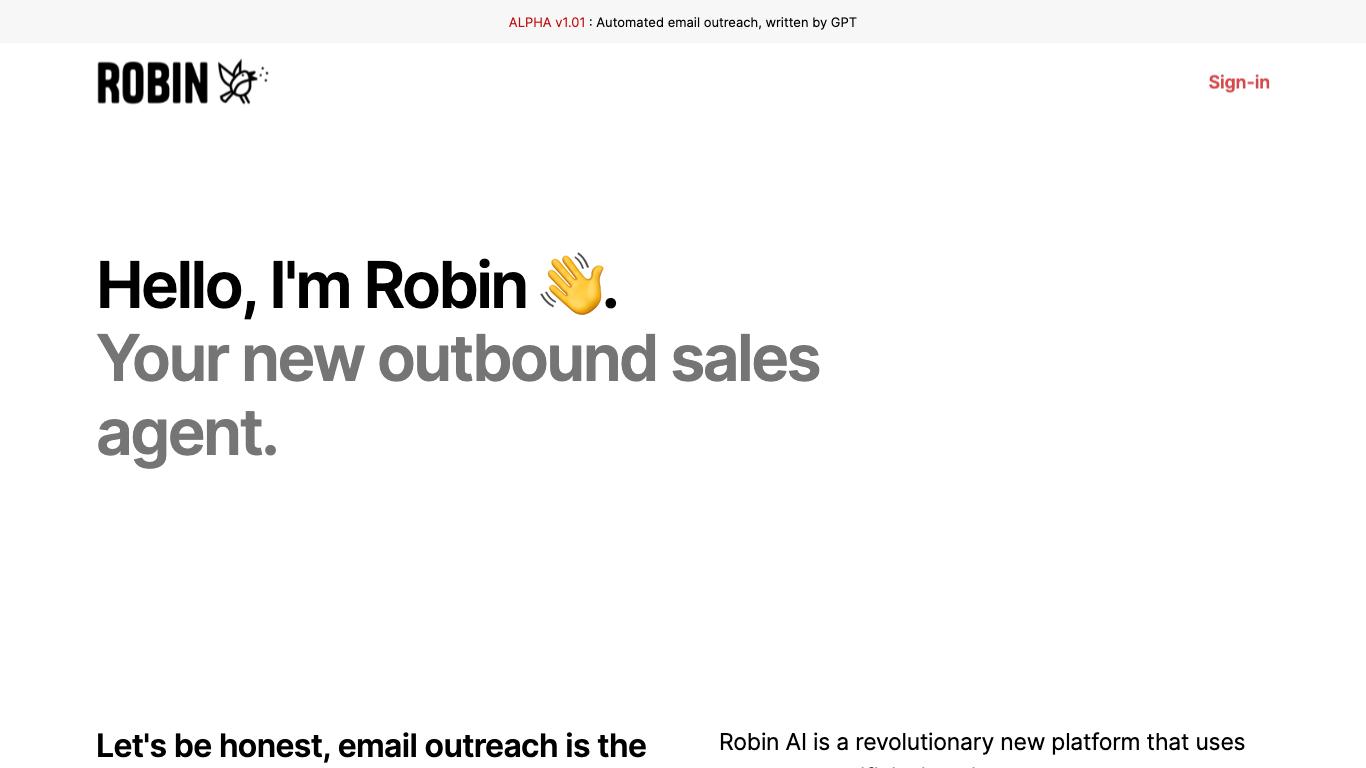 ALPHA v1.01 : Automated email outreach, written by GPT
ROBIN
Sign-in
Hello, I'm Robin 👋.
Your new outbound sales
agent.
Let's be honest, email outreach is the
Robin AI is a revolutionary new platform that uses